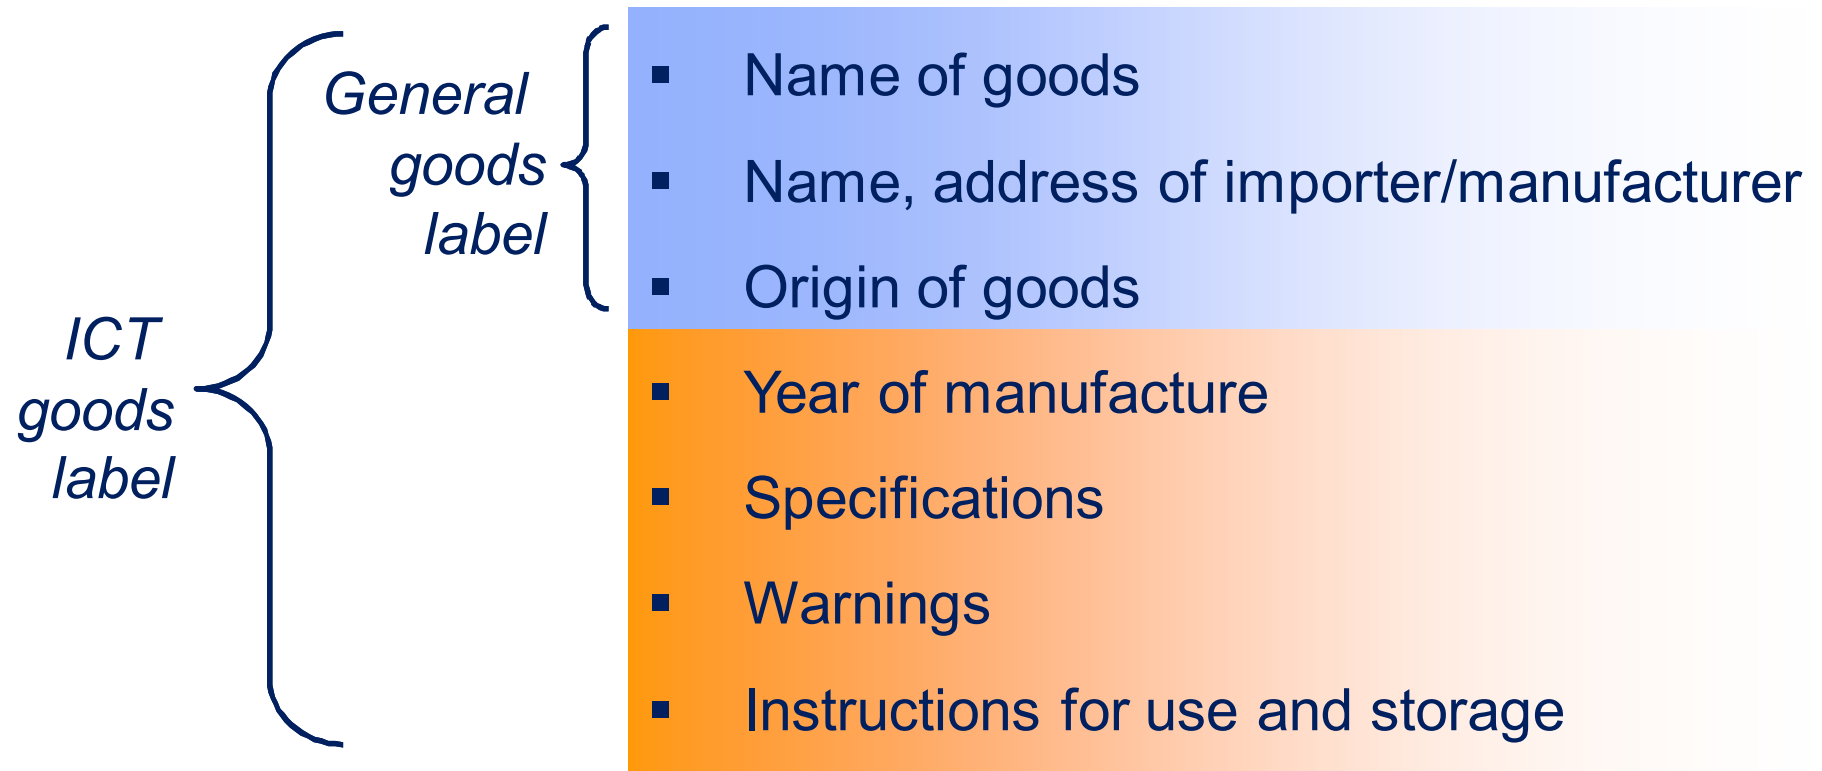 General
goods
label
ICT
goods
label
▪ Name of goods
▪ Name, address of importer/manufacturer
▪ Origin of goods
▪ Year of manufacture
▪ Specifications
▪ Warnings
▪ Instructions for use and storage